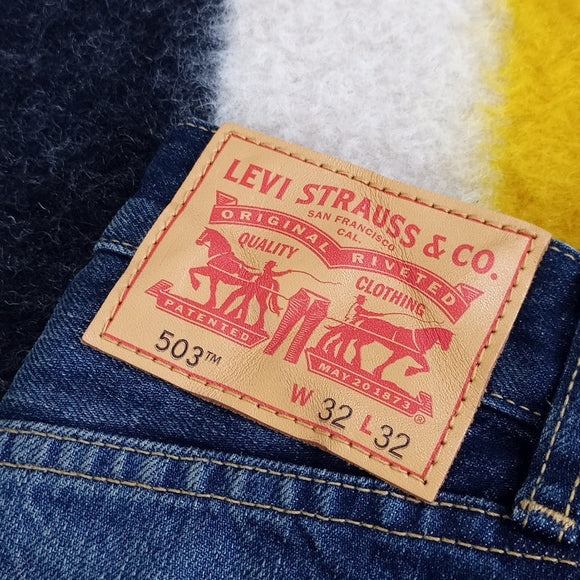 LEVI STRAUSS & CO.
SAN FRANCISCO
CAL.
ORIGINAL RIVETED
QUALITY CLOTHING
PATENTED
MAY 20 1873
®
503™
W 32 L 32